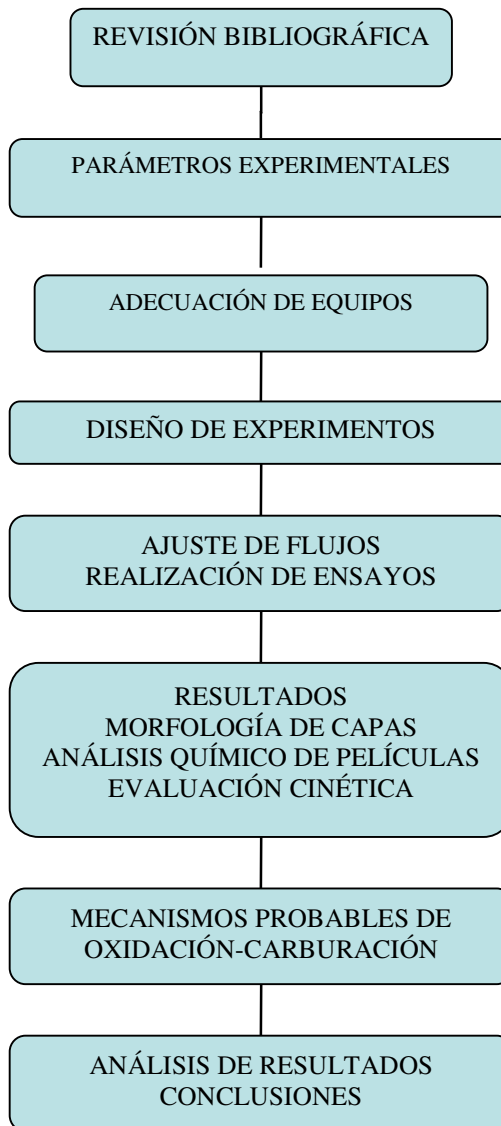 REVISIÓN BIBLIOGRÁFICA
PARÁMETROS EXPERIMENTALES
ADECUACIÓN DE EQUIPOS
DISEÑO DE EXPERIMENTOS
AJUSTE DE FLUJOS
REALIZACIÓN DE ENSAYOS
RESULTADOS
MORFOLOGÍA DE CAPAS
ANÁLISIS QUÍMICO DE PELÍCULAS
EVALUACIÓN CINÉTICA
MECANISMOS PROBABLES DE
OXIDACIÓN-CARBURACIÓN
ANÁLISIS DE RESULTADOS
CONCLUSIONES